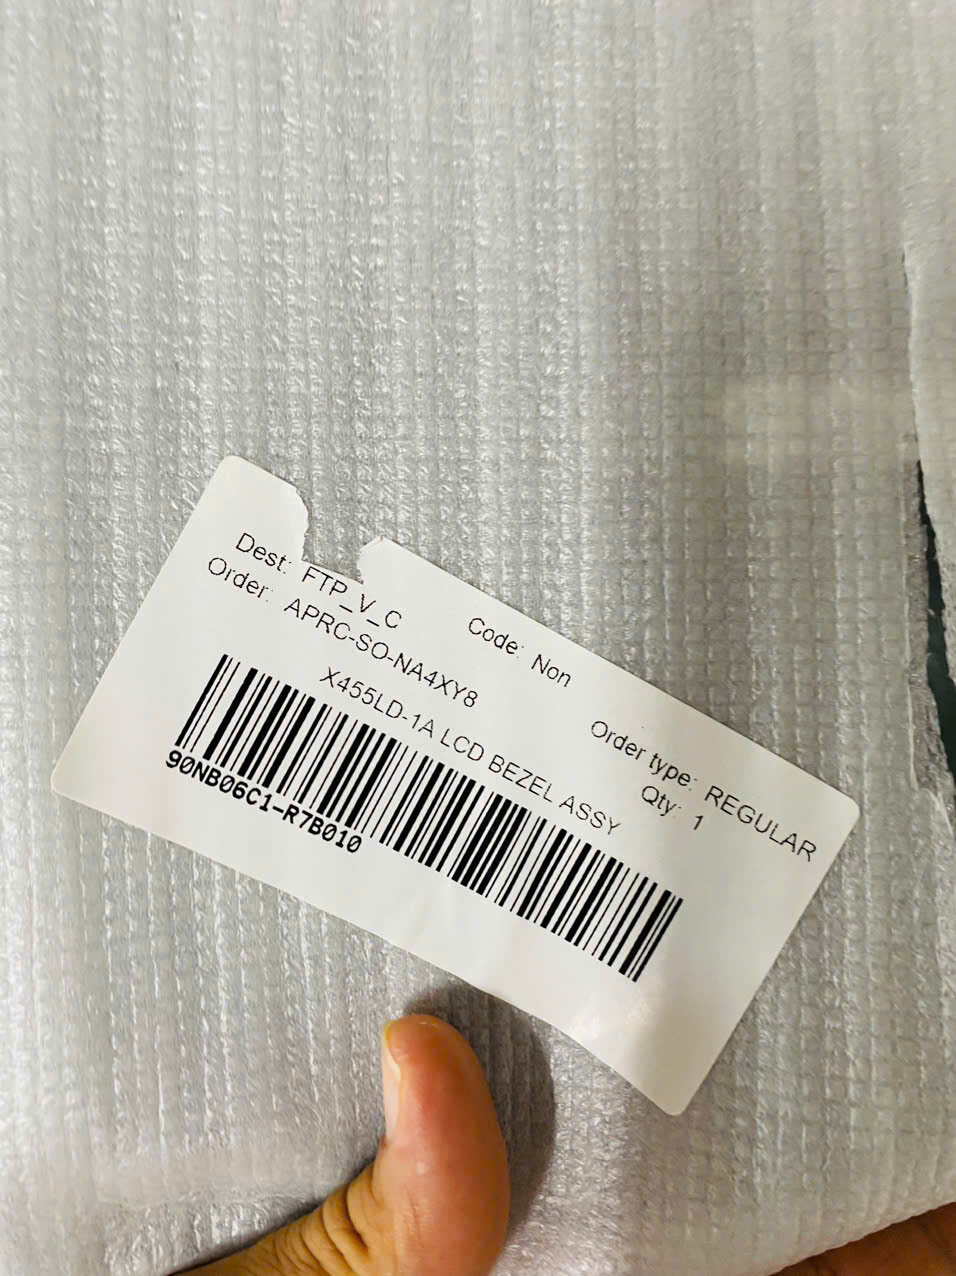 Dest: FTP_V_C Code: Non Order type: REGULAR
Order: APRC-SO-NA4XY8 Qty: 1
X455LD-1A LCD BEZEL ASSY
90NB06C1-R7B010